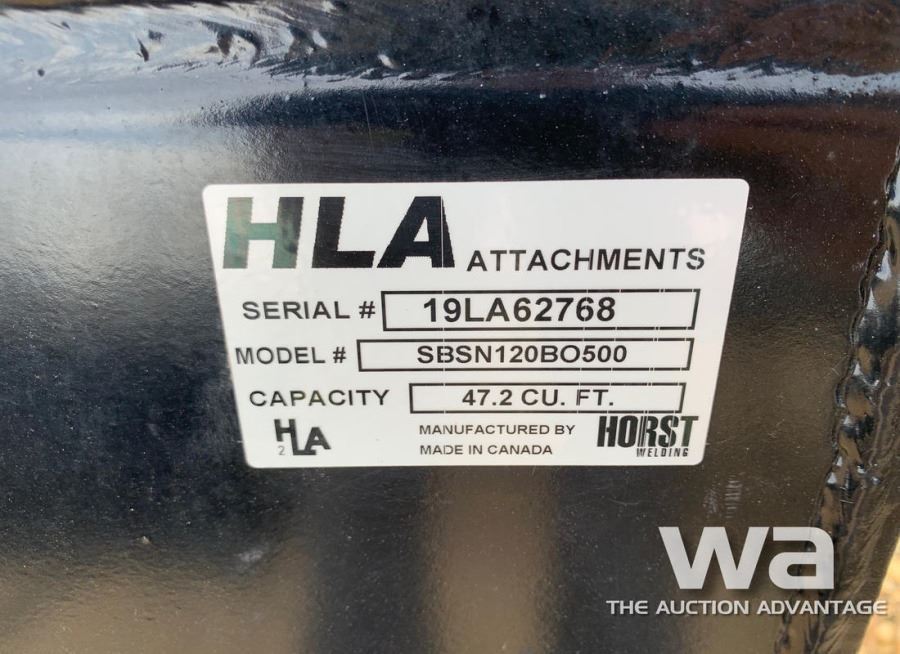 HLA ATTACHMENTS
SERIAL # 19LA62768
MODEL # SBSN120BO500
CAPACITY 47.2 CU. FT.
HLA
2
MANUFACTURED BY
MADE IN CANADA
HORST
WELDING
wa
THE AUCTION ADVANTAGE